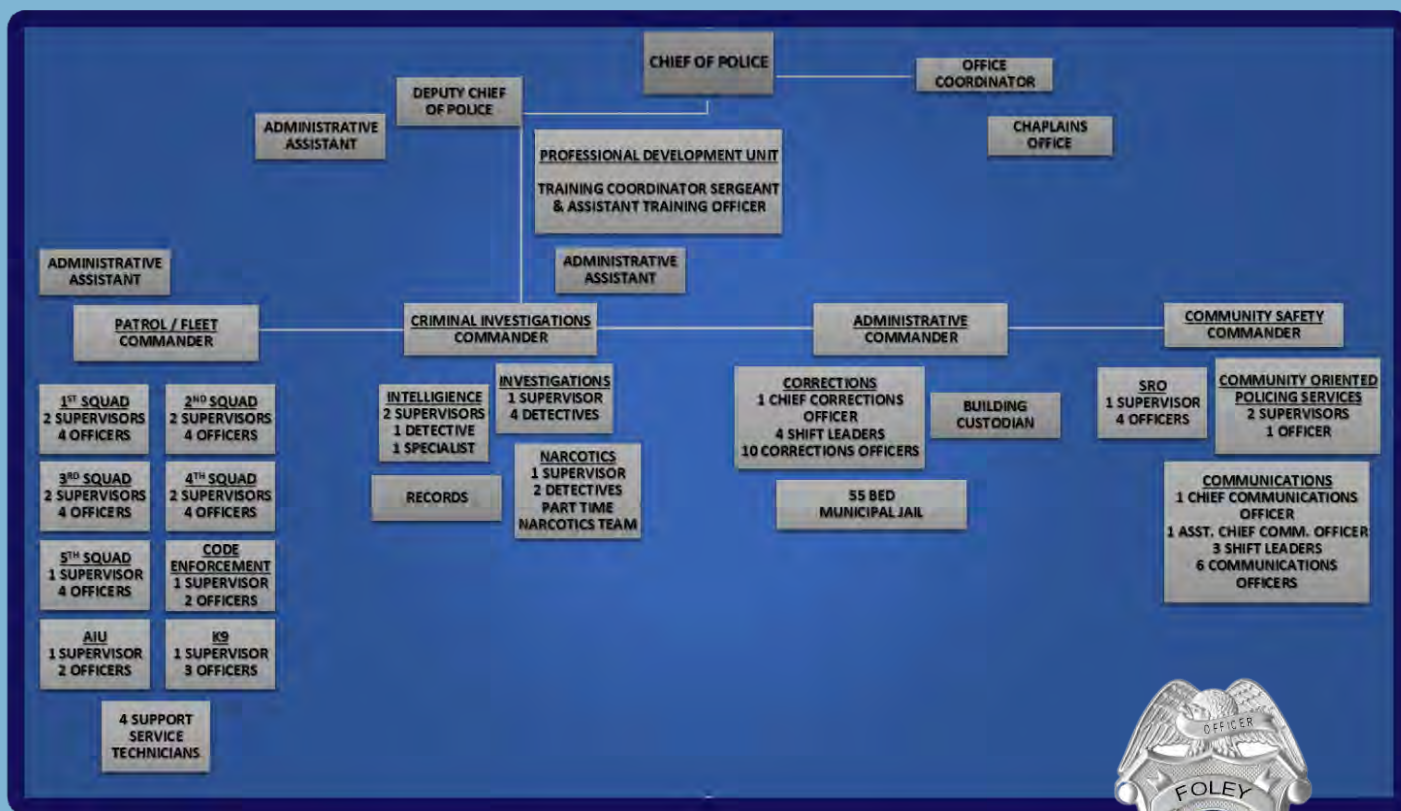 CHIEF OF POLICE
OFFICE
COORDINATOR
DEPUTY CHIEF
OF POLICE
ADMINISTRATIVE
ASSISTANT
CHAPLAINS
OFFICE
PROFESSIONAL DEVELOPMENT UNIT
TRAINING COORDINATOR SERGEANT
& ASSISTANT TRAINING OFFICER
ADMINISTRATIVE
ASSISTANT
ADMINISTRATIVE
ASSISTANT
PATROL / FLEET
COMMANDER
CRIMINAL INVESTIGATIONS
COMMANDER
ADMINISTRATIVE
COMMANDER
COMMUNITY SAFETY
COMMANDER
1ST SQUAD
2 SUPERVISORS
4 OFFICERS
2ND SQUAD
2 SUPERVISORS
4 OFFICERS
3RD SQUAD
2 SUPERVISORS
4 OFFICERS
4TH SQUAD
2 SUPERVISORS
4 OFFICERS
5TH SQUAD
1 SUPERVISOR
4 OFFICERS
CODE
ENFORCEMENT
1 SUPERVISOR
2 OFFICERS
AIU
1 SUPERVISOR
2 OFFICERS
K9
1 SUPERVISOR
3 OFFICERS
4 SUPPORT
SERVICE
TECHNICIANS
INTELLIGIENCE
2 SUPERVISORS
1 DETECTIVE
1 SPECIALIST
INVESTIGATIONS
1 SUPERVISOR
4 DETECTIVES
RECORDS
NARCOTICS
1 SUPERVISOR
2 DETECTIVES
PART TIME
NARCOTICS TEAM
CORRECTIONS
1 CHIEF CORRECTIONS
OFFICER
4 SHIFT LEADERS
10 CORRECTIONS OFFICERS
BUILDING
CUSTODIAN
55 BED
MUNICIPAL JAIL
SRO
1 SUPERVISOR
4 OFFICERS
COMMUNITY ORIENTED
POLICING SERVICES
2 SUPERVISORS
1 OFFICER
COMMUNICATIONS
1 CHIEF COMMUNICATIONS
OFFICER
1 ASST. CHIEF COMM. OFFICER
3 SHIFT LEADERS
6 COMMUNICATIONS
OFFICERS
OFFICER
FOLEY